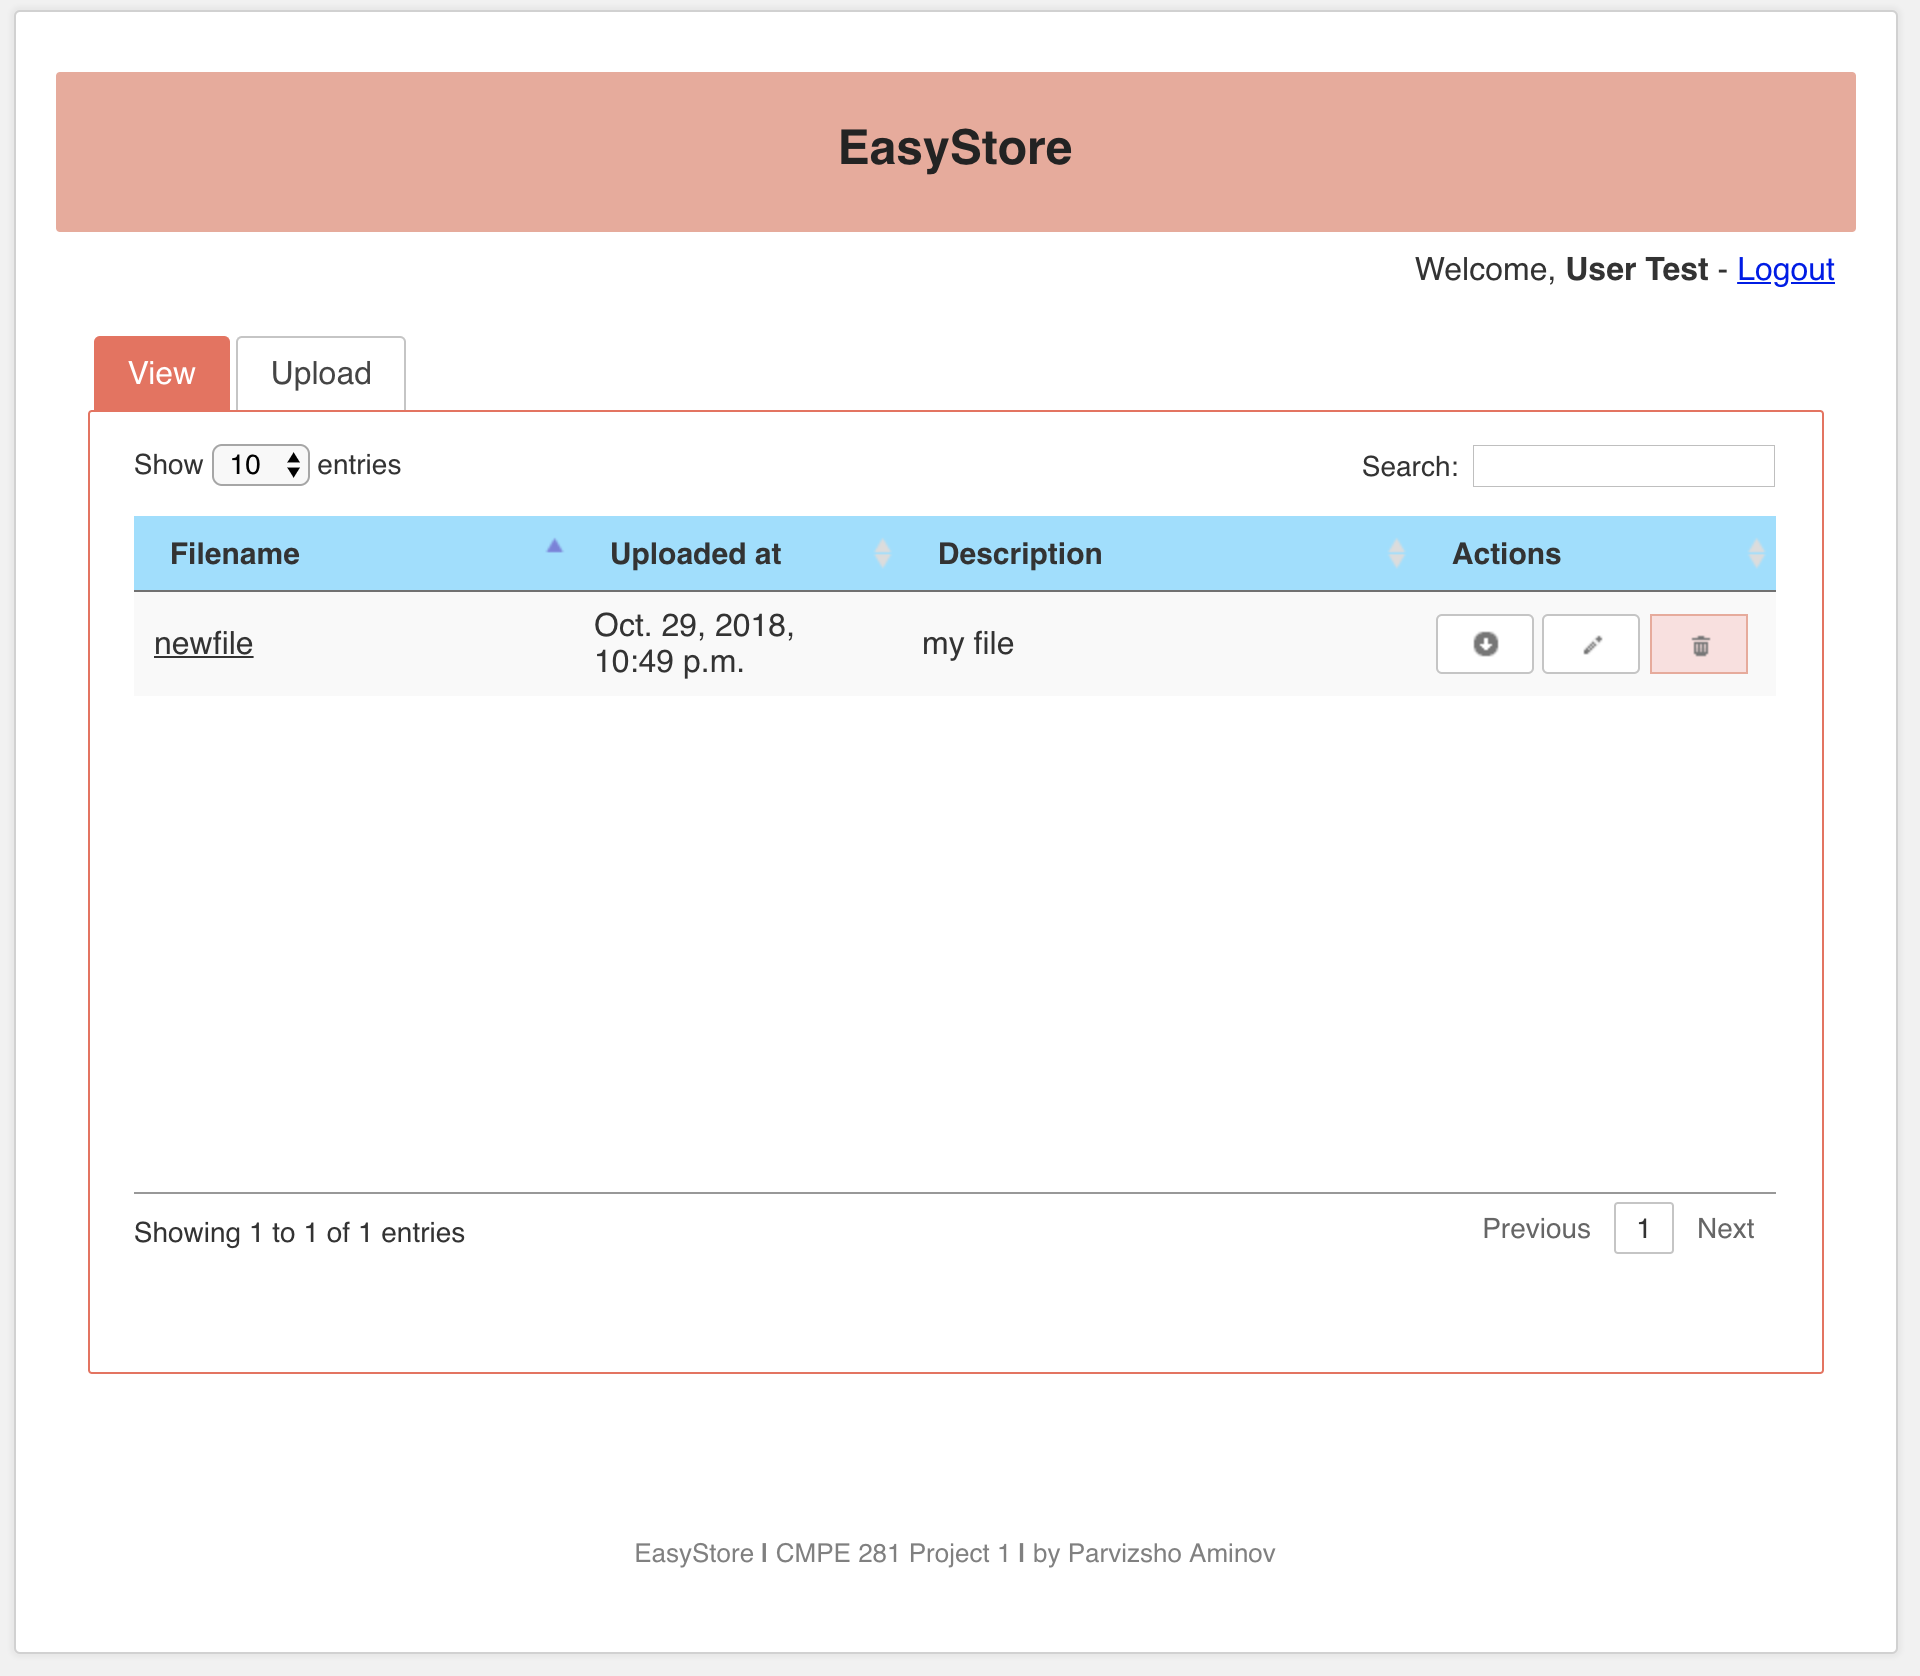 EasyStore
Welcome, User Test - Logout
View Upload
Show 10 entries Search:
Filename Uploaded at Description Actions
newfile Oct. 29, 2018, 10:49 p.m. my file
Showing 1 to 1 of 1 entries Previous 1 Next
EasyStore | CMPE 281 Project 1 | by Parvizsho Aminov